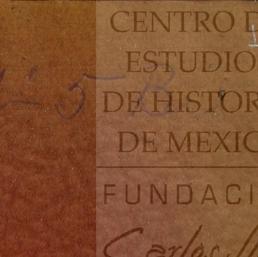 CENTRO D
ESTUDIO
DE HISTOR
DE MEXIC
FUNDACI
Carlos